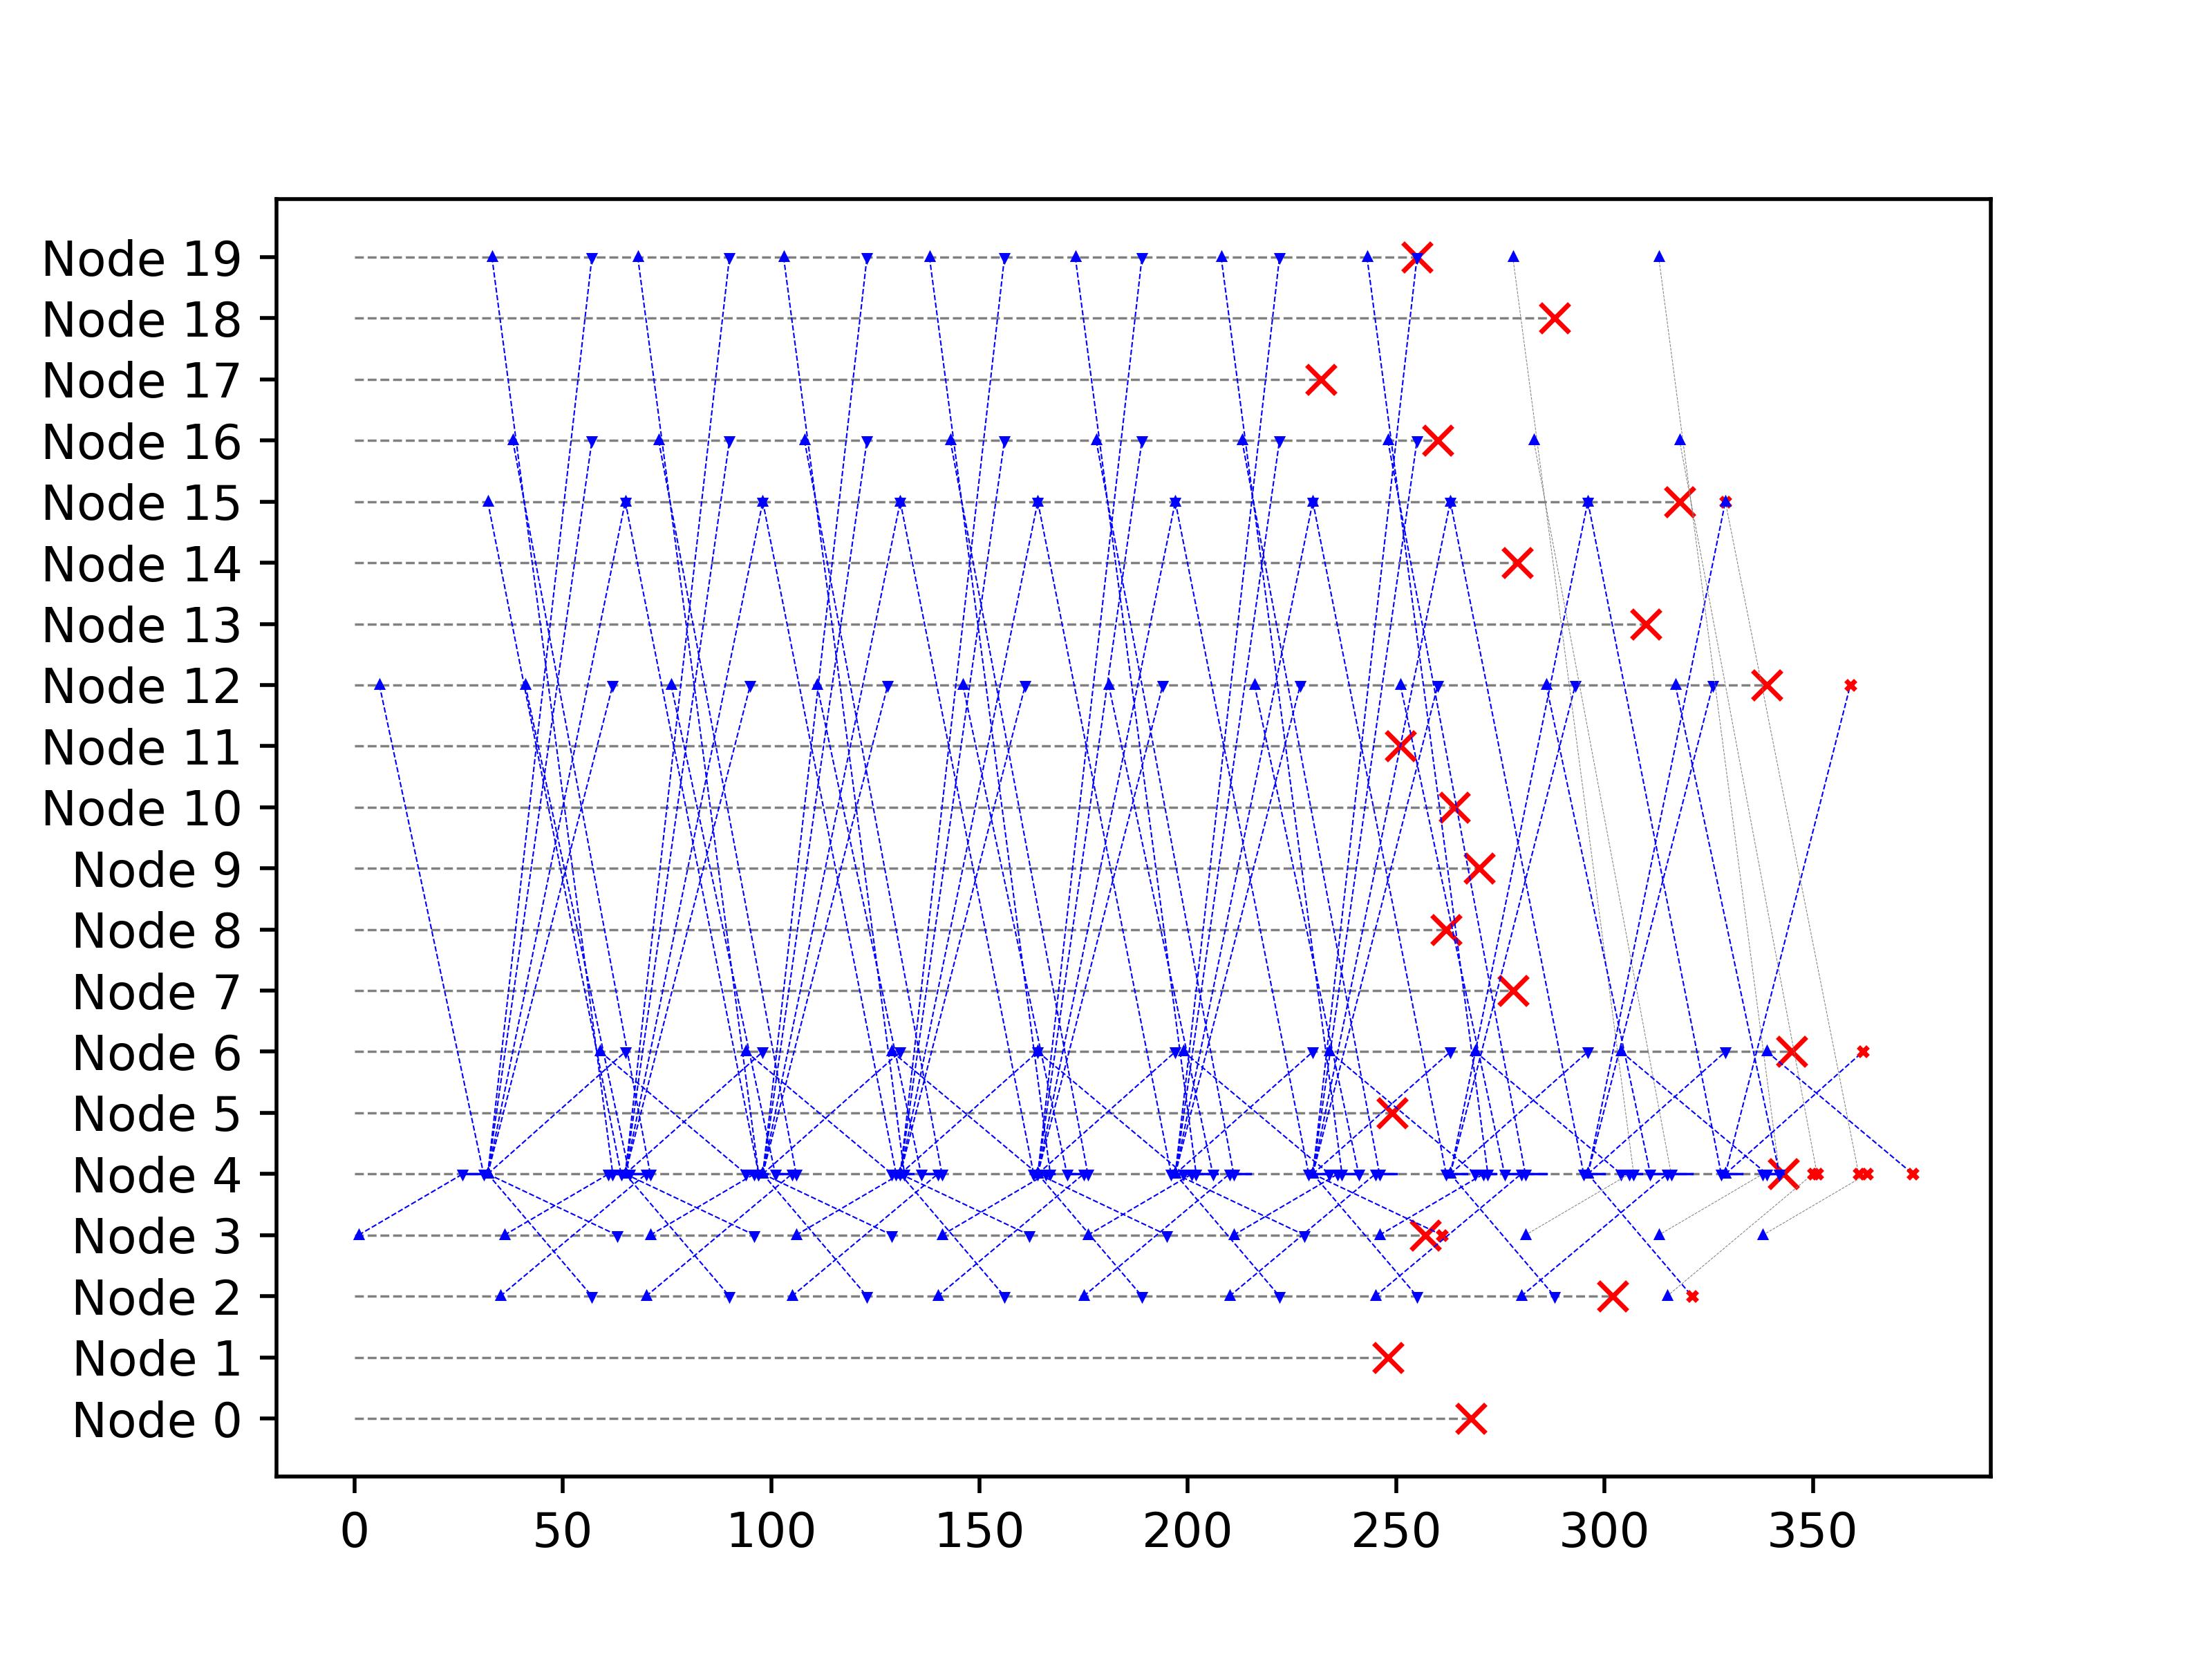 Node 19
Node 18
Node 17
Node 16
Node 15
Node 14
Node 13
Node 12
Node 11
Node 10
Node 9
Node 8
Node 7
Node 6
Node 5
Node 4
Node 3
Node 2
Node 1
Node 0
0 50 100 150 200 250 300 350